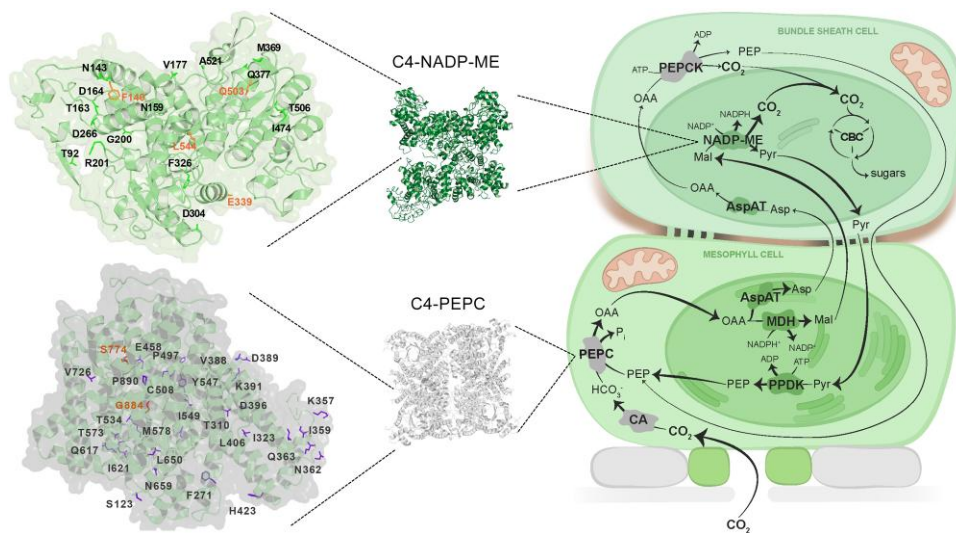 M369
A521
V177
N143
Q377
D164
F140
Q503
T163
N159
T506
D266
G200
I474
L544
T92
R201
F326
E339
D304
C4-NADP-ME
S774
E458
P497
V388
D389
V726
P890
Y547
K391
C508
K357
G884
I549
D396
T534
T310
I359
T573
M578
L406
I323
Q363
Q617
I621
L650
N362
N659
F271
S123
H423
C4-PEPC
BUNDLE SHEATH CELL
ADP
PEP
PEPCK
CO2
ATP
OAA
CO2
CO2
NADPH
NADP+
NADP-ME
CBC
Mal
Pyr
sugars
OAA
AspAT
Asp
Pyr
MESOPHYLL CELL
AspAT
Asp
OAA
OAA
MDH
Mal
Pi
NADPH+
NADP+
PEPC
ADP
ATP
PEP
PEP
PPDK
Pyr
HCO3-
CA
CO2
CO2